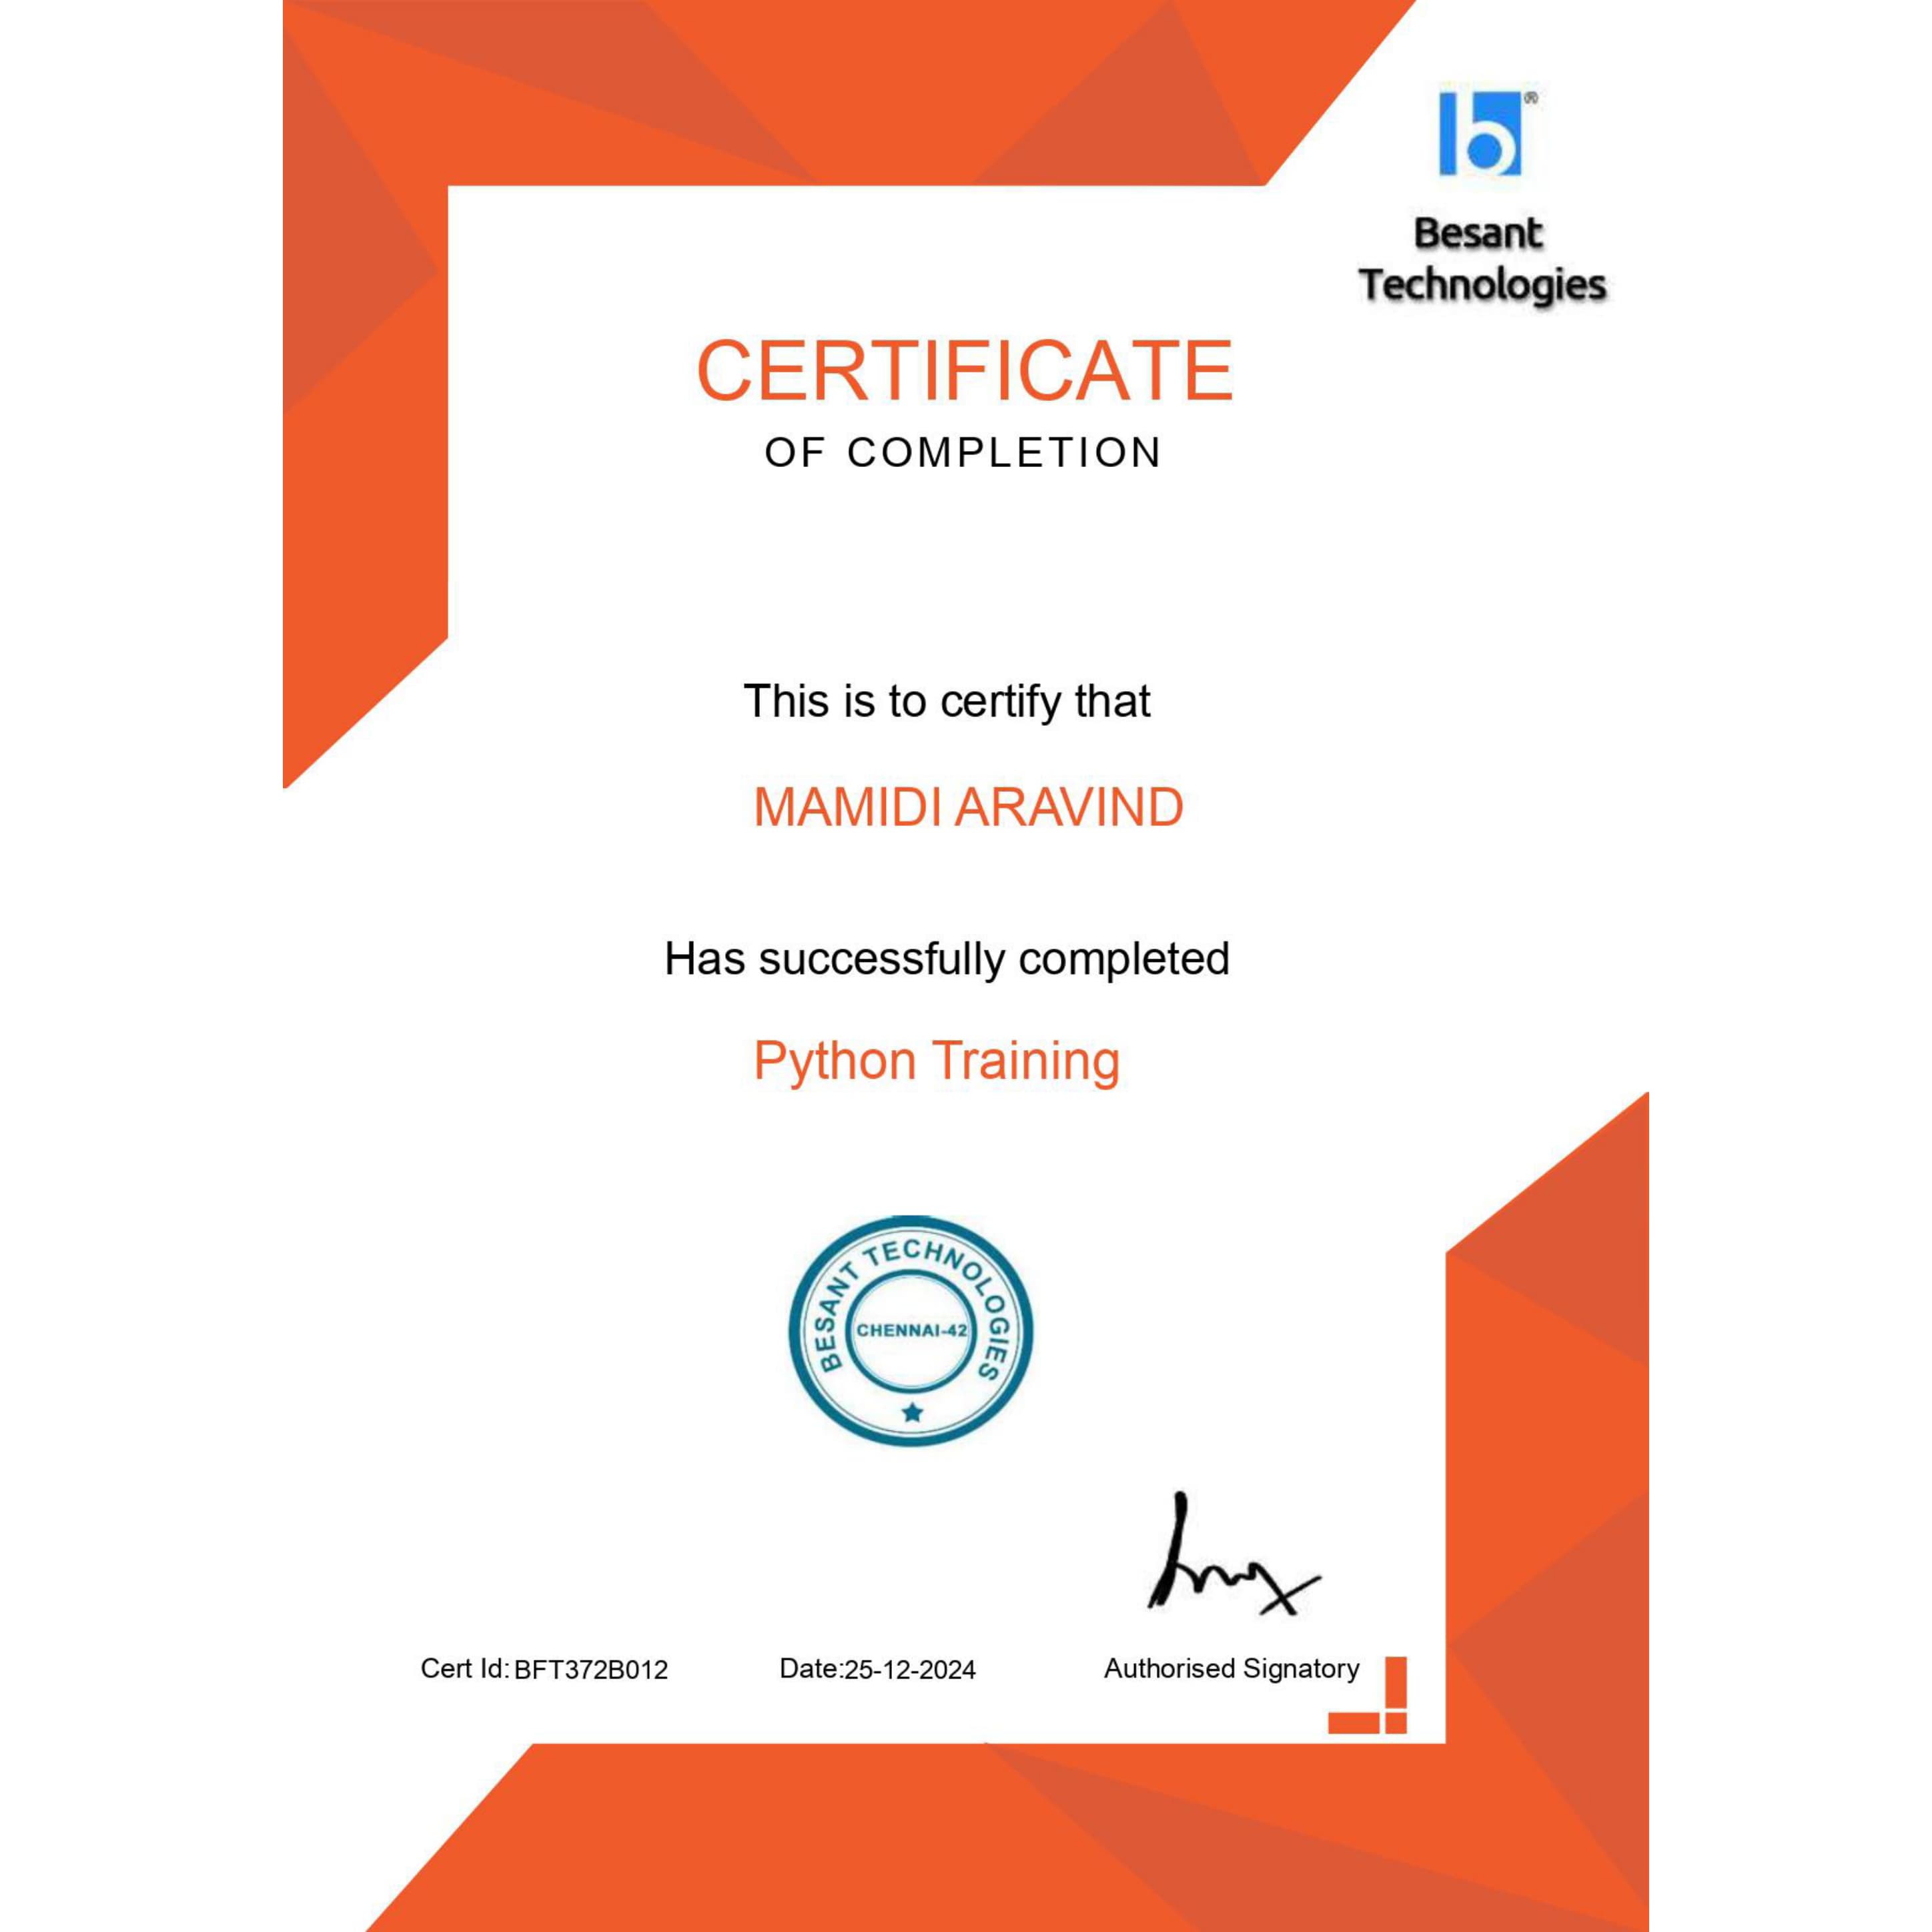 b®
Besant
Technologies
CERTIFICATE
OF COMPLETION
This is to certify that
MAMIDI ARAVIND
Has successfully completed
Python Training
BESANT TECHNOLOGIES
CHENNAI-42
Cert Id: BFT372B012 Date:25-12-2024 Authorised Signatory